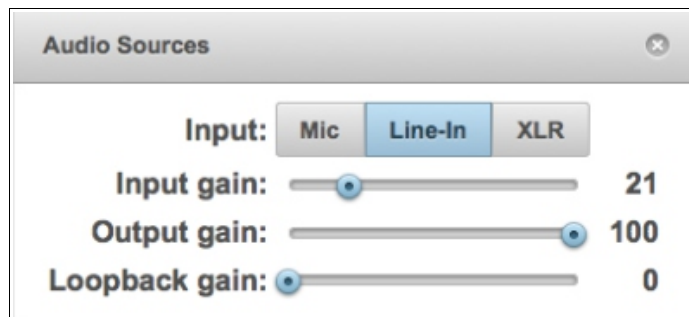 Audio Sources
Input: Mic Line-In XLR
Input gain: 21
Output gain: 100
Loopback gain: 0